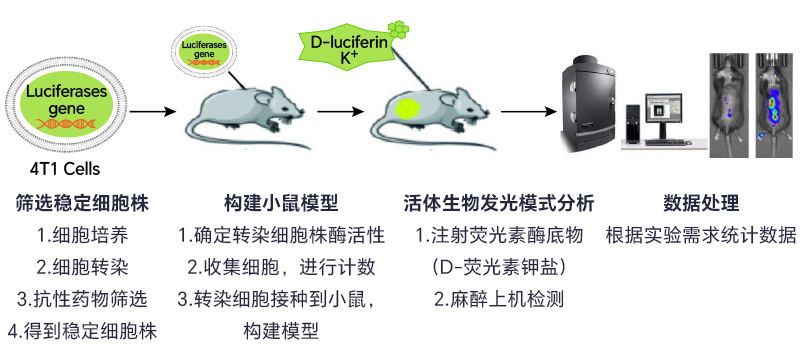 Luciferases
gene
4T1 Cells
Luciferases
gene
D-luciferin
K+
筛选稳定细胞株
1.细胞培养
2.细胞转染
3.抗性药物筛选
4.得到稳定细胞株
构建小鼠模型
1.确定转染细胞株酶活性
2.收集细胞，进行计数
3.转染细胞接种到小鼠，
构建模型
活体生物发光模式分析
1.注射荧光素酶底物
（D-荧光素钾盐）
2.麻醉上机检测
数据处理
根据实验需求统计数据